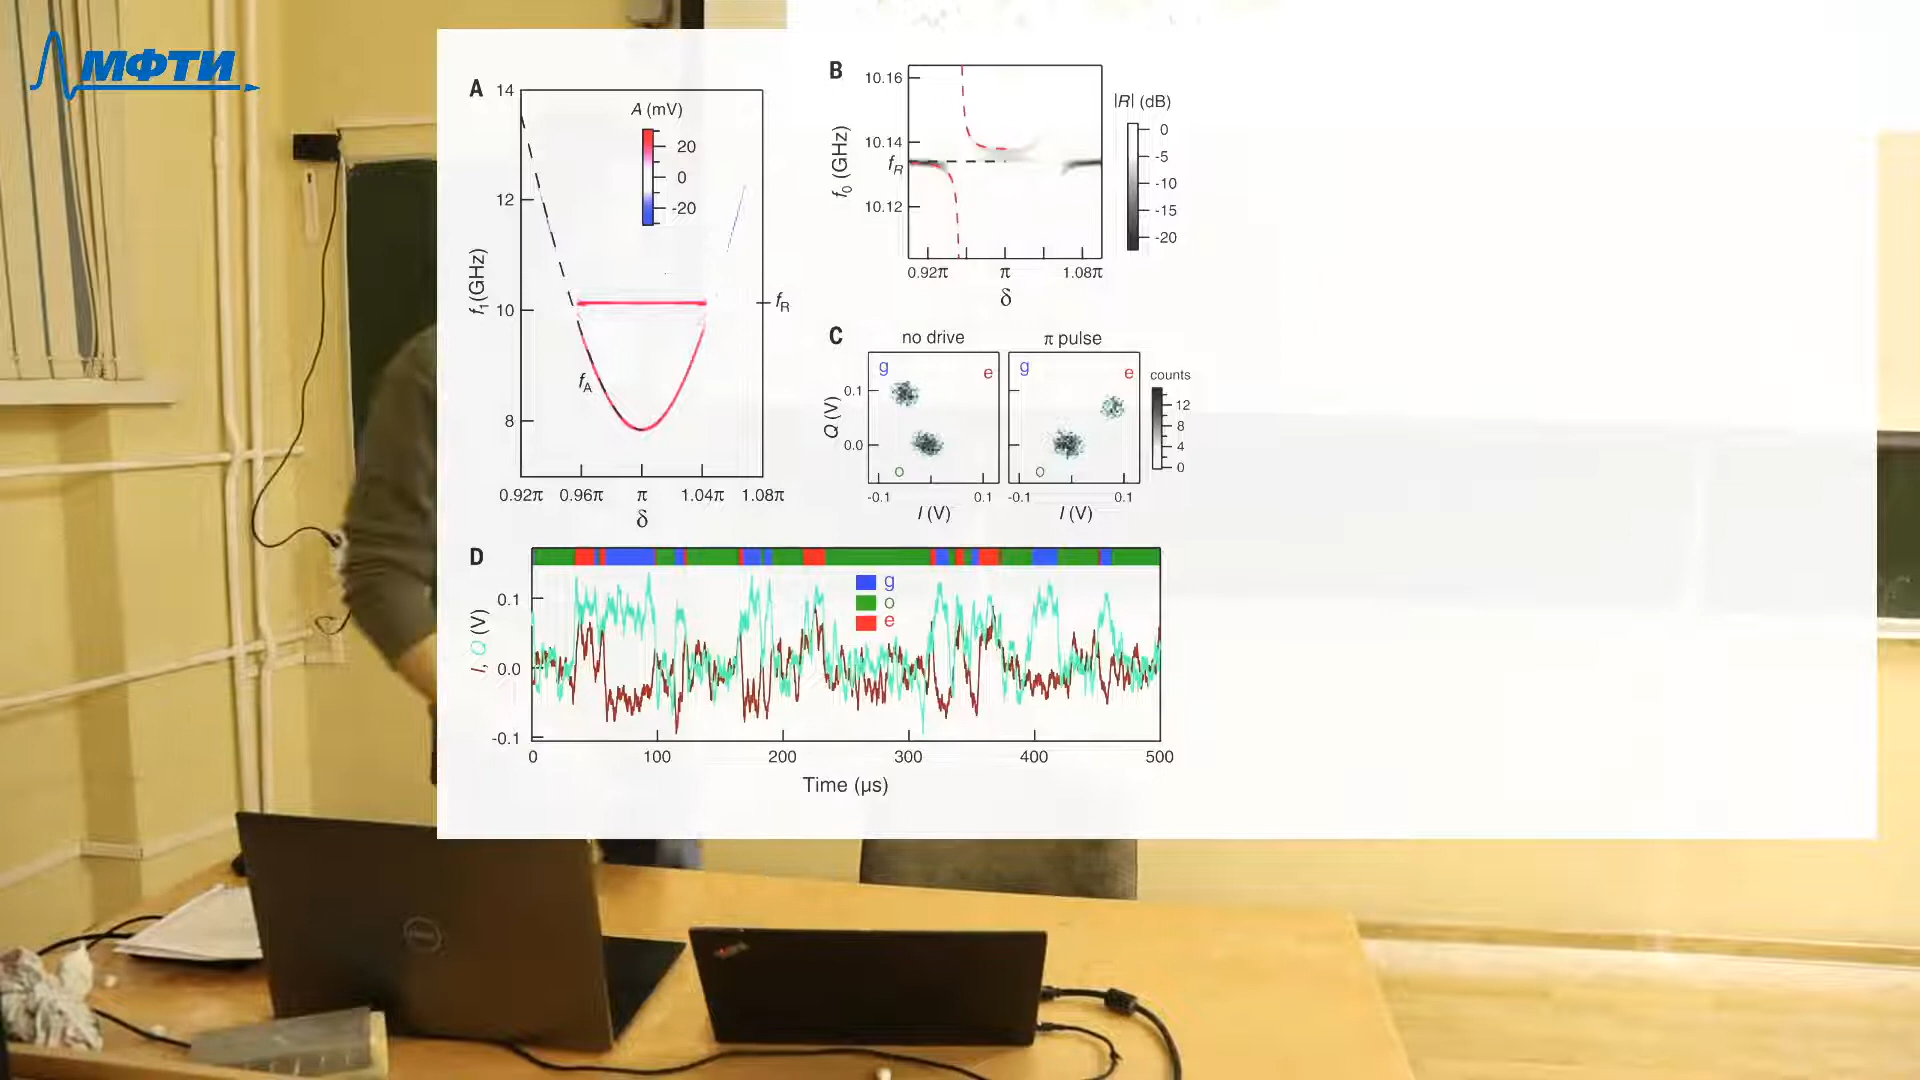 МФТИ
A
14
12
10
8
f₁(GHz)
A (mV)
20
0
-20
fR
fA
0.92π
0.96π
π
1.04π
1.08π
δ
B
10.16
10.14
fR
10.12
f₀ (GHz)
0.92π
π
1.08π
δ
|R| (dB)
0
-5
-10
-15
-20
C
no drive
π pulse
g
e
g
e
o
o
0.1
0.0
Q (V)
-0.1
0.1
-0.1
0.1
I (V)
I (V)
counts
12
8
4
0
D
g
o
e
0.1
0.0
-0.1
I, Q (V)
0
100
200
300
400
500
Time (µs)
DELL